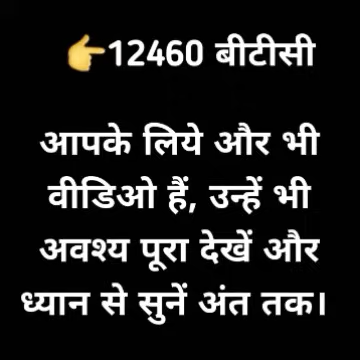 👉12460 बीटीसी
आपके लिये और भी
वीडिओ हैं, उन्हें भी
अवश्य पूरा देखें और
ध्यान से सुनें अंत तक।